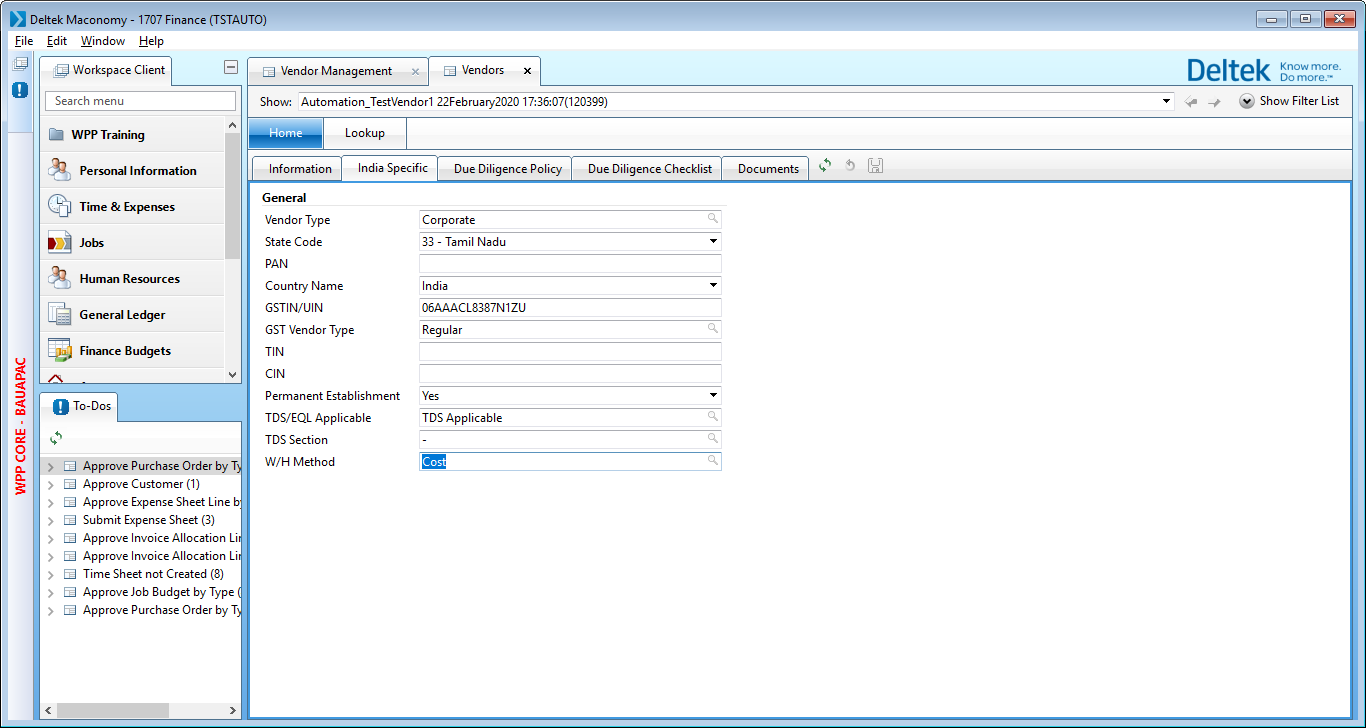 Deltek Maconomy - 1707 Finance (TSTAUTO)
File Edit Window Help
WPP CORE - BAUAPAC
Workspace Client
Search menu
WPP Training
Personal Information
Time & Expenses
Jobs
Human Resources
General Ledger
Finance Budgets
To-Dos
Approve Purchase Order by Ty
Approve Customer (1)
Approve Expense Sheet Line by
Submit Expense Sheet (3)
Approve Invoice Allocation Lin
Approve Invoice Allocation Lin
Time Sheet not Created (8)
Approve Job Budget by Type (
Approve Purchase Order by Ty
Vendor Management Vendors
Deltek Know more.
Do more.™
Show: Automation_TestVendor1 22February2020 17:36:07(120399) Show Filter List
Home Lookup
Information India Specific Due Diligence Policy Due Diligence Checklist Documents
General
Vendor Type Corporate
State Code 33 - Tamil Nadu
PAN
Country Name India
GSTIN/UIN 06AAACL8387N1ZU
GST Vendor Type Regular
TIN
CIN
Permanent Establishment Yes
TDS/EQL Applicable TDS Applicable
TDS Section -
W/H Method Cost